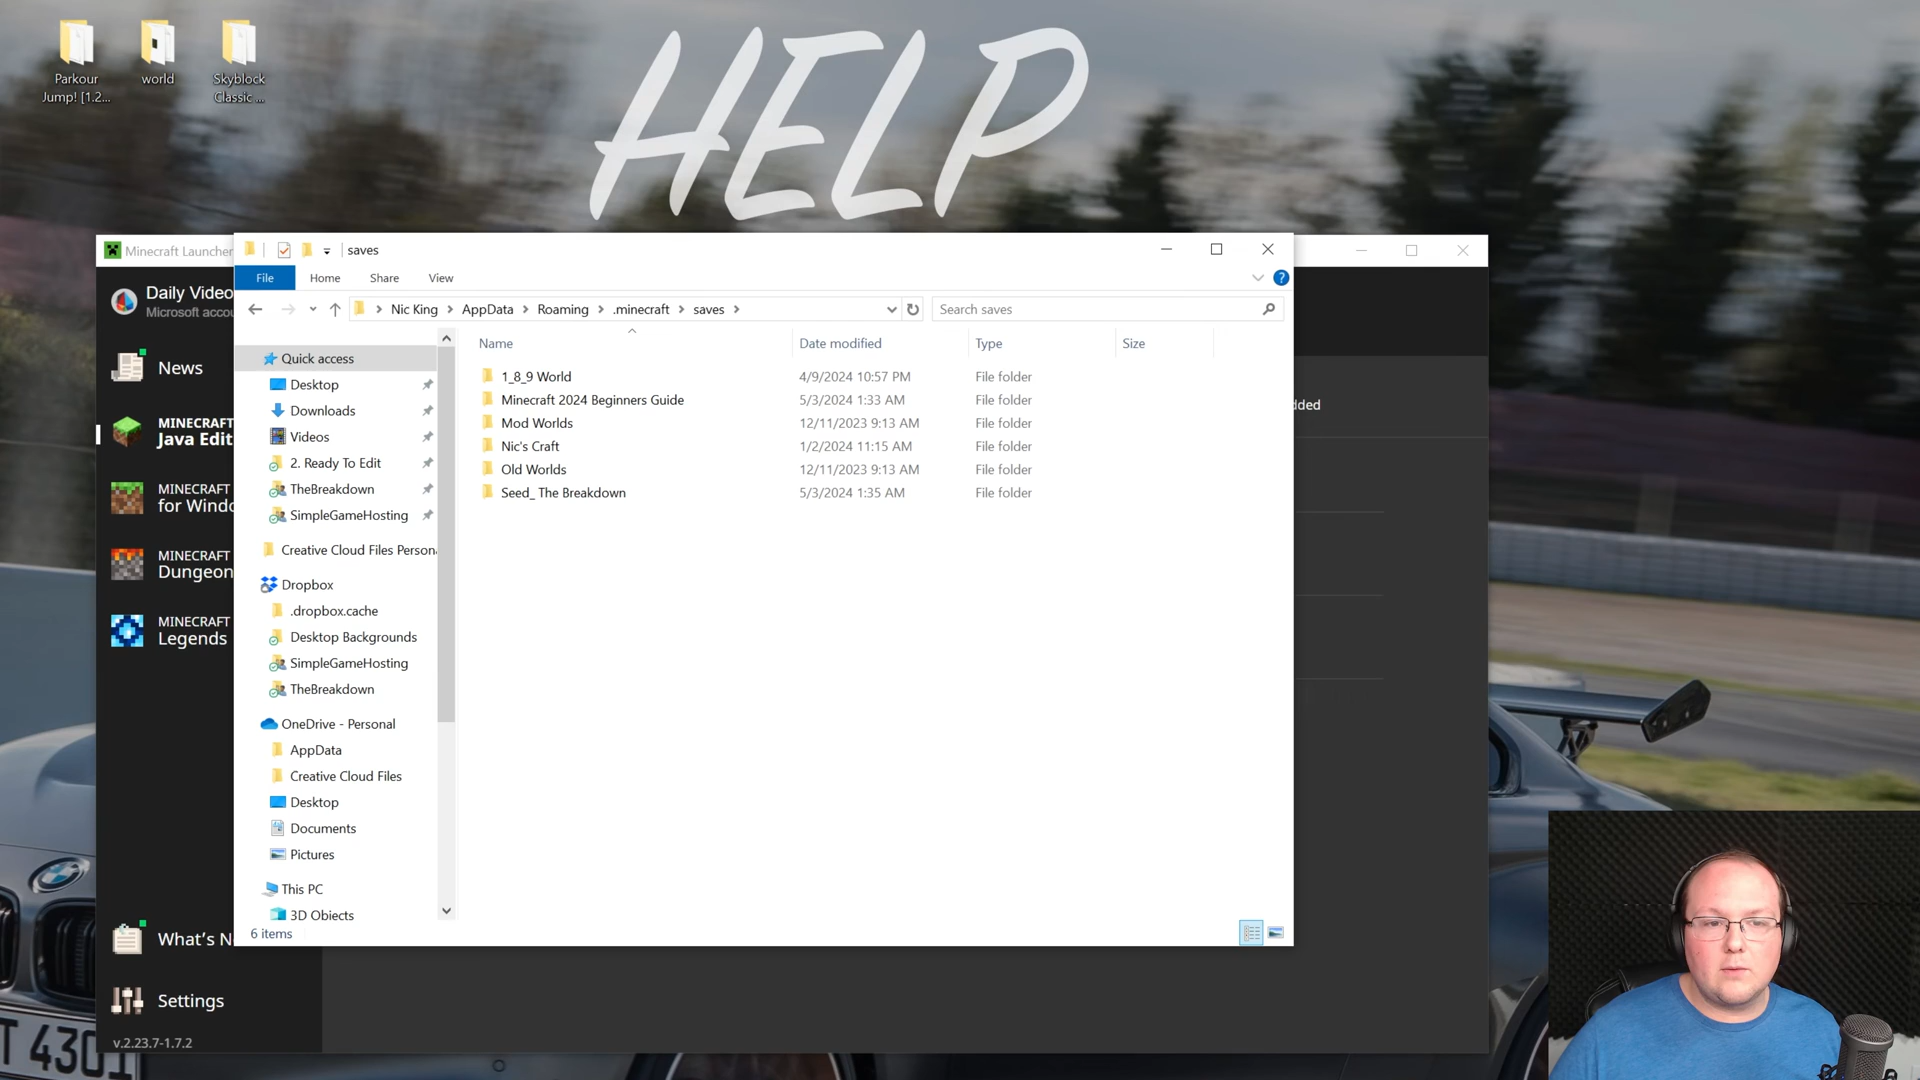 HELP
Parkour
Jump! [1.2...
world
Skyblock
Classic ...
Minecraft Launcher
saves
File
Home
Share
View
Nic King
AppData
Roaming
.minecraft
saves
Search saves
Daily Video
Microsoft accou
News
MINECRAFT
Java Edit
MINECRAFT
for Windo
MINECRAFT
Dungeon
MINECRAFT
Legends
What's N
Settings
v.2.23.7-1.7.2
Quick access
Desktop
Downloads
Videos
2. Ready To Edit
TheBreakdown
SimpleGameHosting
Creative Cloud Files Person
Dropbox
.dropbox.cache
Desktop Backgrounds
SimpleGameHosting
TheBreakdown
OneDrive - Personal
AppData
Creative Cloud Files
Desktop
Documents
Pictures
This PC
3D Objects
6 items
Name Date modified Type Size
1_8_9 World 4/9/2024 10:57 PM File folder
Minecraft 2024 Beginners Guide 5/3/2024 1:33 AM File folder
Mod Worlds 12/11/2023 9:13 AM File folder
Nic's Craft 1/2/2024 11:15 AM File folder
Old Worlds 12/11/2023 9:13 AM File folder
Seed_ The Breakdown 5/3/2024 1:35 AM File folder
dded
T 4301